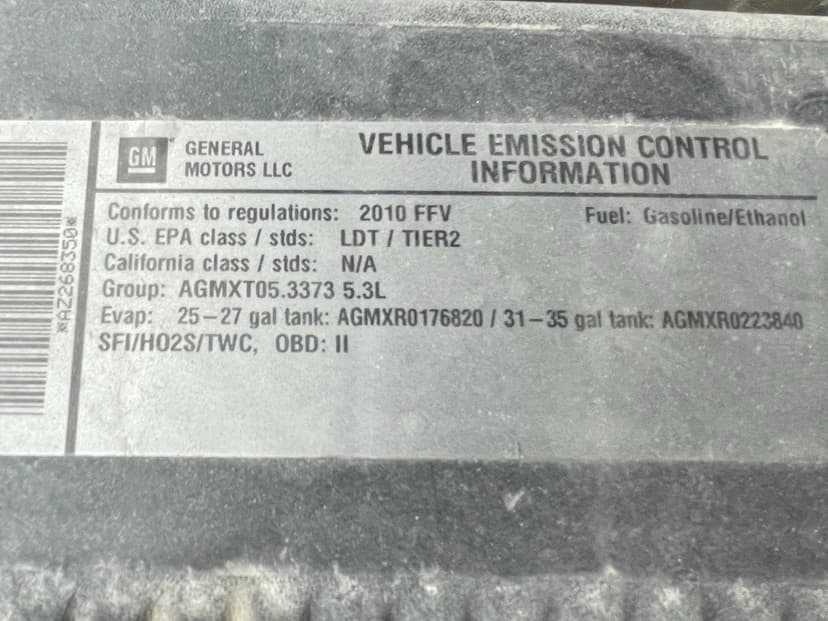 GM GENERAL MOTORS LLC
VEHICLE EMISSION CONTROL
INFORMATION
Conforms to regulations: 2010 FFV Fuel: Gasoline/Ethanol
U.S. EPA class / stds: LDT / TIER2
California class / stds: N/A
Group: AGMXT05.3373 5.3L
Evap: 25-27 gal tank: AGMXR0176820 / 31-35 gal tank: AGMXR0223840
SFI/HO2S/TWC, OBD: II
*AZ268350*